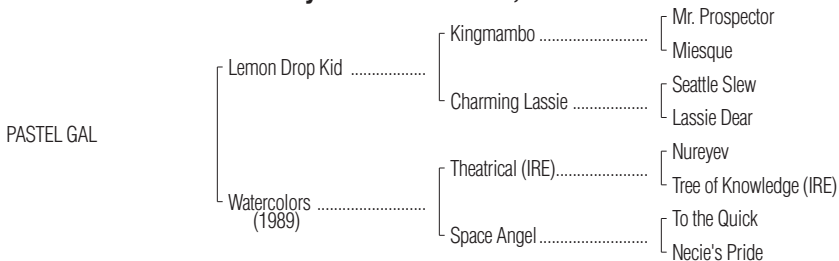 Mr. Prospector
Kingmambo ..........................
Miesque
Lemon Drop Kid ..................
Seattle Slew
Charming Lassie ..................
Lassie Dear
PASTEL GAL
Nureyev
Theatrical (IRE)......................
Tree of Knowledge (IRE)
Watercolors ..........................
(1989)
To the Quick
Space Angel..........................
Necie's Pride